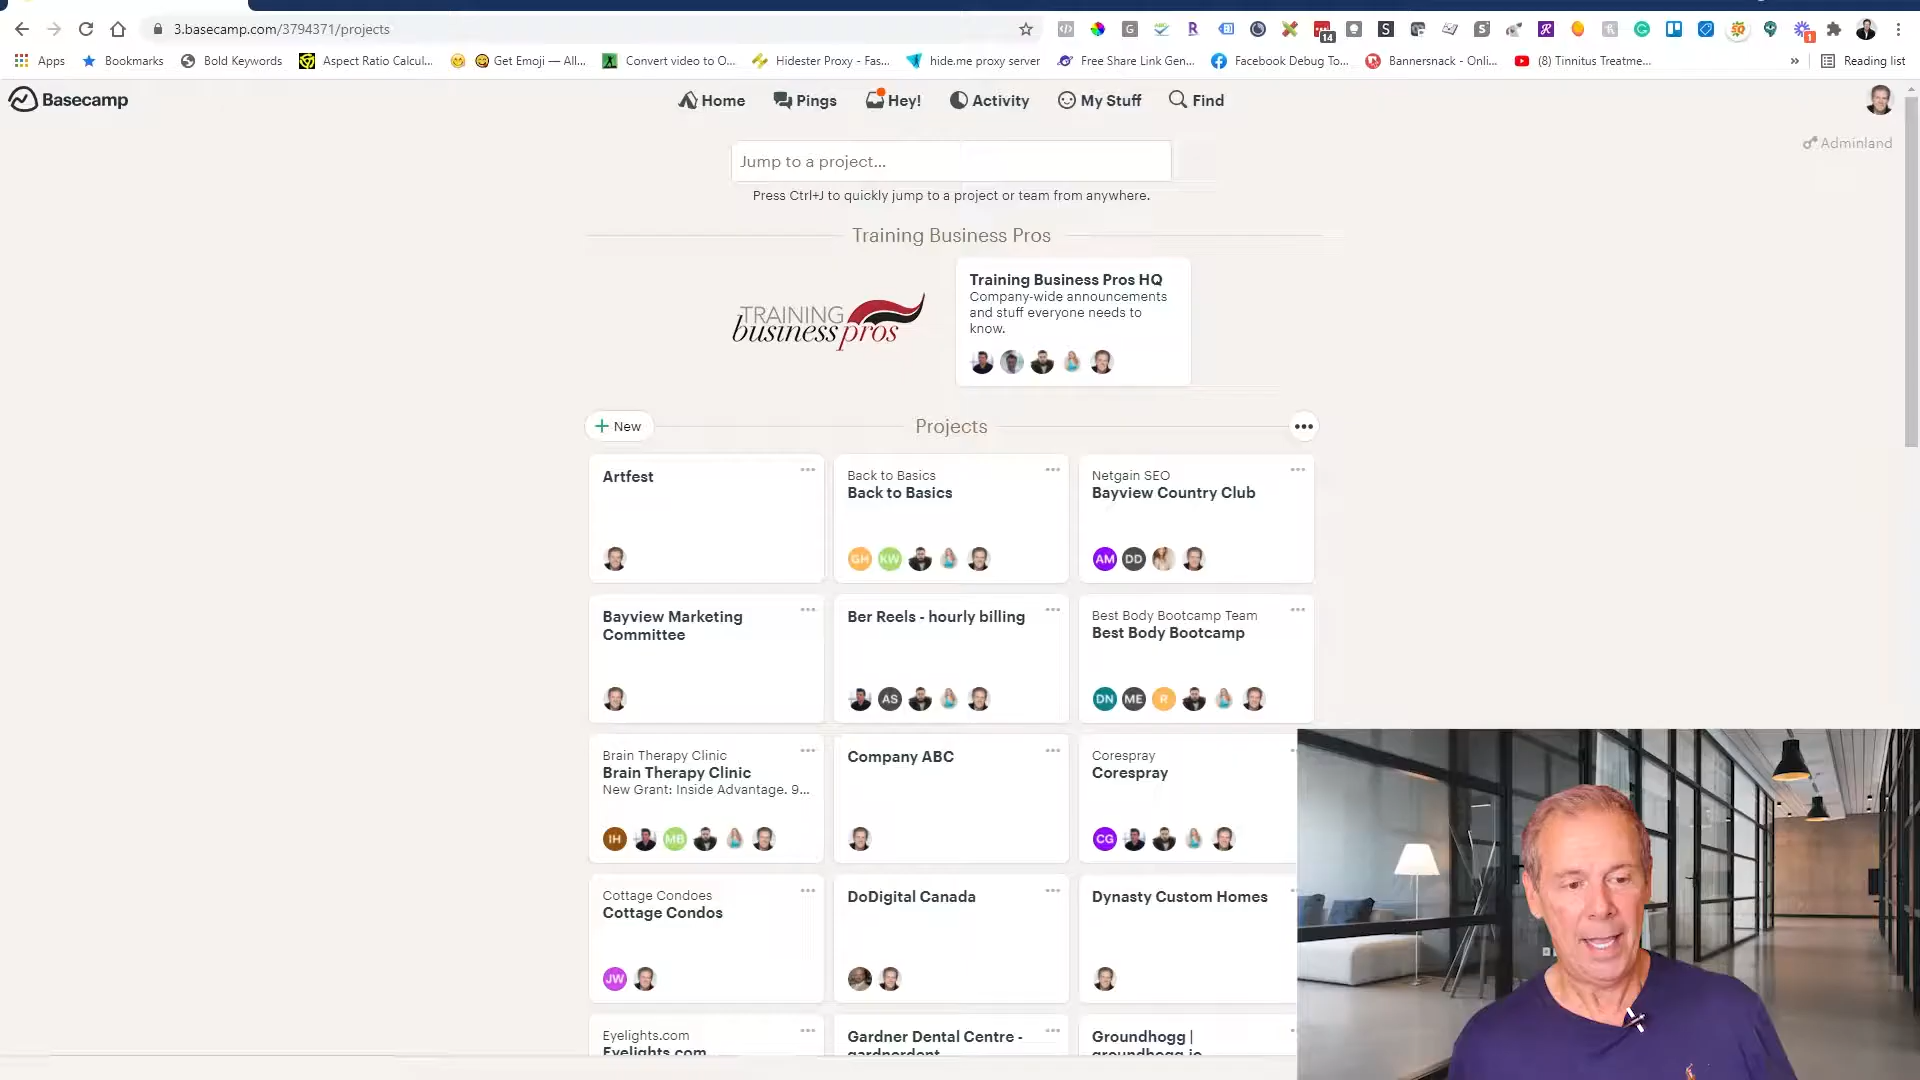 3.basecamp.com/3794371/projects
14
1
Apps
Bookmarks
Bold Keywords
Aspect Ratio Calcul...
Get Emoji — All...
Convert video to O...
Hidester Proxy - Fas...
hide.me proxy server
Free Share Link Gen...
Facebook Debug To...
Bannersnack - Onli...
(8) Tinnitus Treatme...
»
Reading list
Basecamp
Home
Pings
Hey!
Activity
My Stuff
Find
Adminland
Jump to a project...
Press Ctrl+J to quickly jump to a project or team from anywhere.
Training Business Pros
TRAINING
business pros
Training Business Pros HQ
Company-wide announcements
and stuff everyone needs to
know.
+ New
Projects
Artfest
Back to Basics
Back to Basics
GH
KW
Netgain SEO
Bayview Country Club
AM
DD
Bayview Marketing
Committee
Ber Reels - hourly billing
AS
Best Body Bootcamp Team
Best Body Bootcamp
DN
ME
R
Brain Therapy Clinic
Brain Therapy Clinic
New Grant: Inside Advantage. 9...
IH
MB
Company ABC
Corespray
Corespray
CG
Cottage Condoes
Cottage Condos
JW
DoDigital Canada
Dynasty Custom Homes
Eyelights.com
Eyelights.com
Gardner Dental Centre -
gardnerdent
Groundhogg |
groundhogg.io